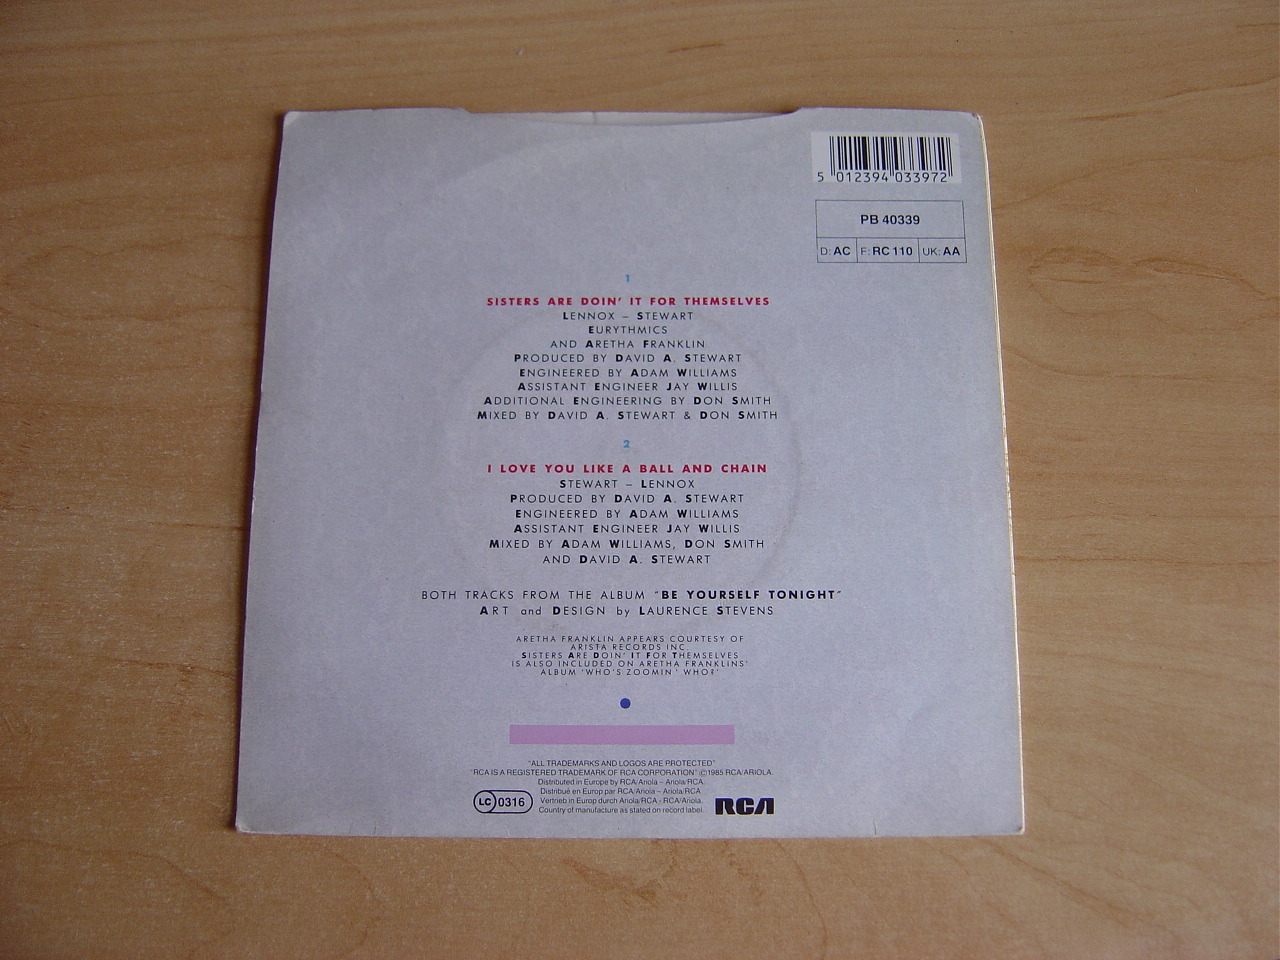 5 012394 033972
PB 40339
D: AC F: RC 110 UK: AA
1
SISTERS ARE DOIN' IT FOR THEMSELVES
LENNOX – STEWART
EURYTHMICS
AND ARETHA FRANKLIN
PRODUCED BY DAVID A. STEWART
ENGINEERED BY ADAM WILLIAMS
ASSISTANT ENGINEER JAY WILLIS
ADDITIONAL ENGINEERING BY DON SMITH
MIXED BY DAVID A. STEWART & DON SMITH
2
I LOVE YOU LIKE A BALL AND CHAIN
STEWART – LENNOX
PRODUCED BY DAVID A. STEWART
ENGINEERED BY ADAM WILLIAMS
ASSISTANT ENGINEER JAY WILLIS
MIXED BY ADAM WILLIAMS, DON SMITH
AND DAVID A. STEWART
BOTH TRACKS FROM THE ALBUM "BE YOURSELF TONIGHT"
ART and DESIGN by LAURENCE STEVENS
ARETHA FRANKLIN APPEARS COURTESY OF
ARISTA RECORDS INC
SISTERS ARE DOIN' IT FOR THEMSELVES
IS ALSO INCLUDED ON ARETHA FRANKLINS'
ALBUM 'WHO'S ZOOMIN' WHO?'
"ALL TRADEMARKS AND LOGOS ARE PROTECTED"
"RCA IS A REGISTERED TRADEMARK OF RCA CORPORATION" ©1985 RCA/ARIOLA.
Distributed in Europe by RCA/Ariola – Ariola/RCA.
Distribué en Europ par RCA/Ariola – Ariola/RCA
Vertrieb in Europ durch Ariola/RCA - RCA/Ariola.
Country of manufacture as stated on record label.
LC 0316
RCA